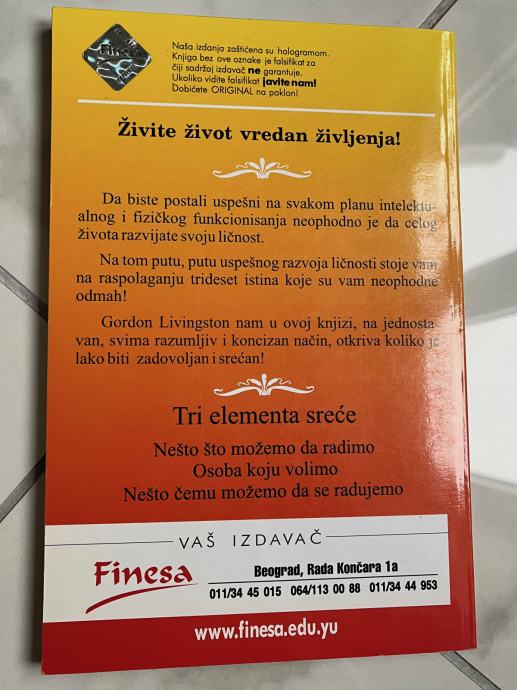 Finesa
Naša izdanja zaštićena su hologramom.
Knjiga bez ove oznake je falsifikat za
čiji sadržaj izdavač ne garantuje.
Ukoliko vidite falsifikat javite nam!
Dobićete ORIGINAL na poklon!
Živite život vredan življenja!
Da biste postali uspešni na svakom planu intelektu-
alnog i fizičkog funkcionisanja neophodno je da celog
života razvijate svoju ličnost.
Na tom putu, putu uspešnog razvoja ličnosti stoje vam
na raspolaganju trideset istina koje su vam neophodne
odmah!
Gordon Livingston nam u ovoj knjizi, na jednosta-
van, svima razumljiv i koncizan način, otkriva koliko je
lako biti zadovoljan i srećan!
Tri elementa sreće
Nešto što možemo da radimo
Osoba koju volimo
Nešto čemu možemo da se radujemo
VAŠ IZDAVAČ
Finesa
Beograd, Rada Končara 1a
011/34 45 015 064/113 00 88 011/34 44 953
www.finesa.edu.yu